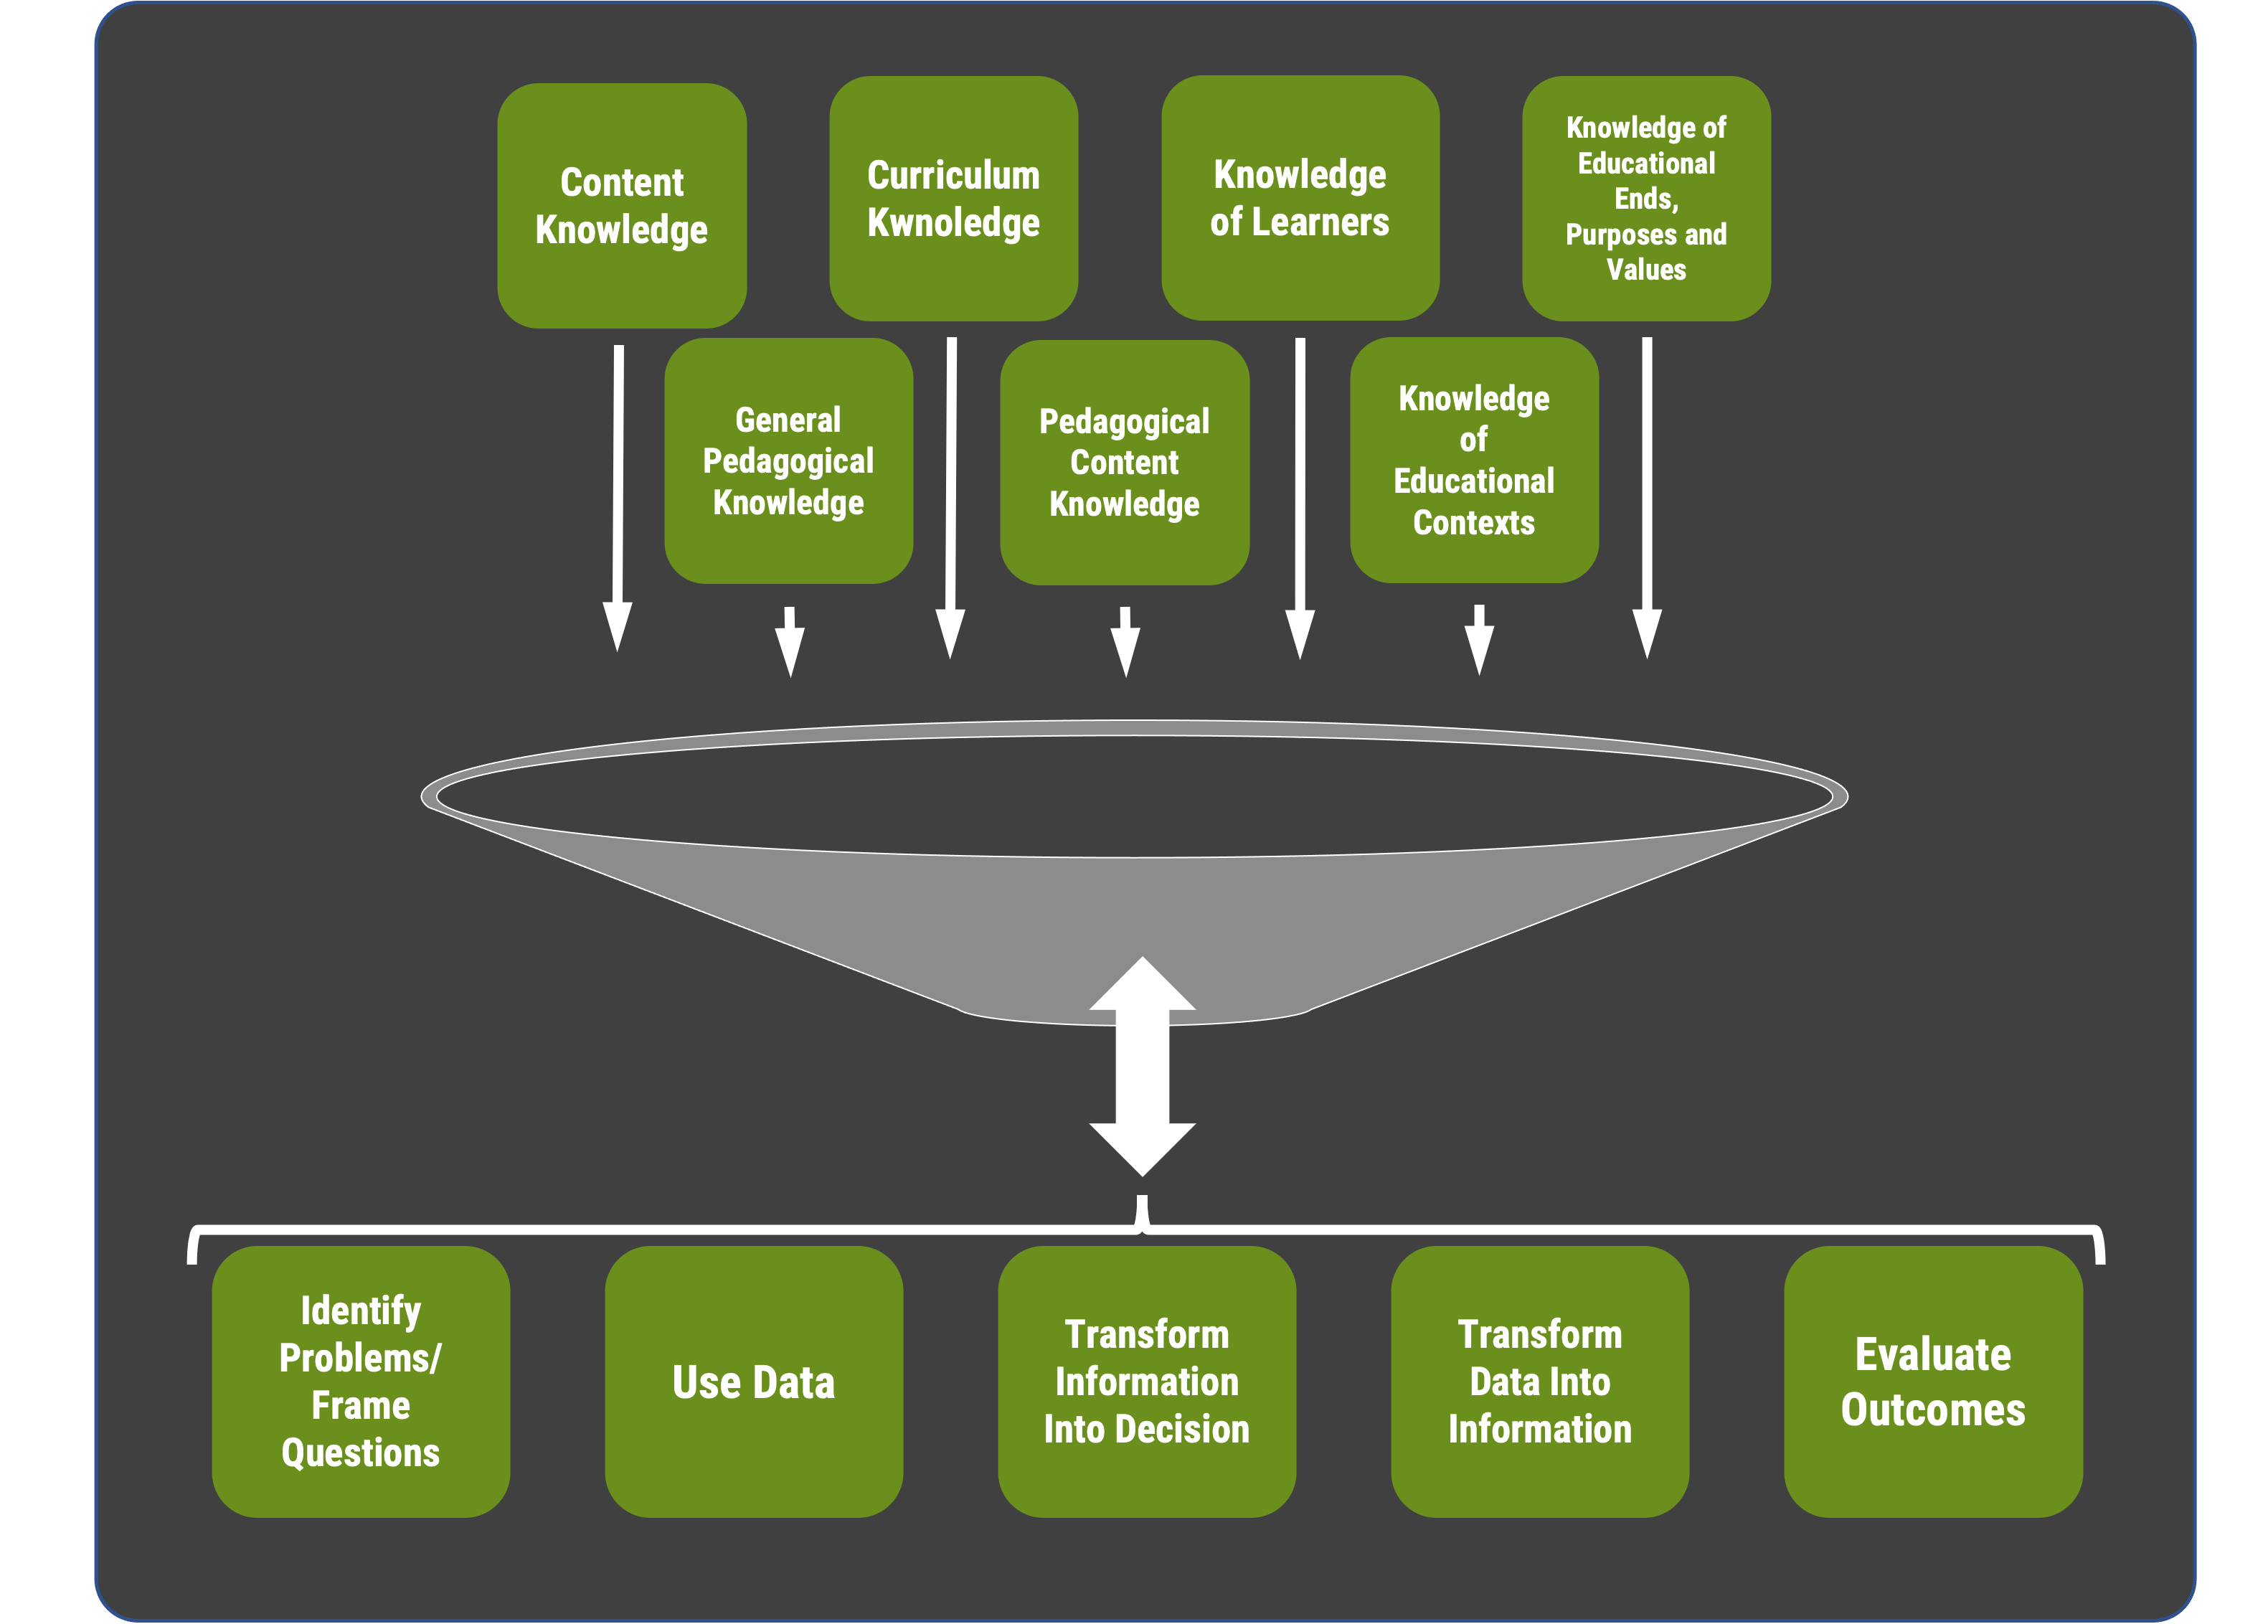 Content
Knowledge
Curriculum
Kwnoledge
Knowledge
of Learners
Knowledge of
Educational
Ends,
Purposes and
Values
General
Pedagogical
Knowledge
Pedagogical
Content
Knowledge
Knowledge
of
Educational
Contexts
Identify
Problems/
Frame
Questions
Use Data
Transform
Information
Into Decision
Transform
Data Into
Information
Evaluate
Outcomes